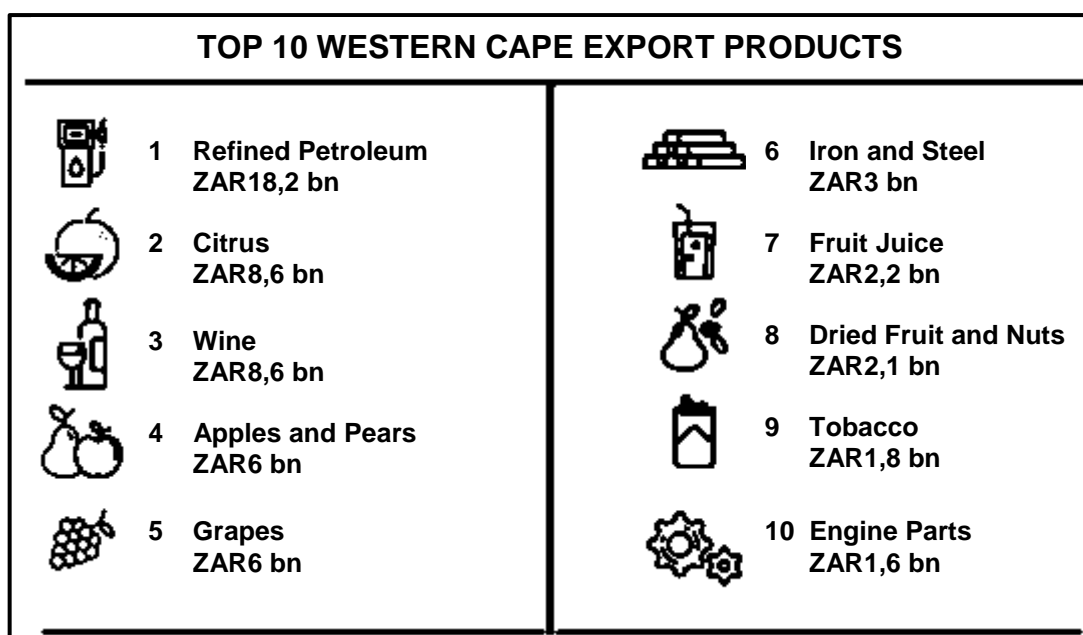 TOP 10 WESTERN CAPE EXPORT PRODUCTS
1 Refined Petroleum
ZAR18,2 bn
2 Citrus
ZAR8,6 bn
3 Wine
ZAR8,6 bn
4 Apples and Pears
ZAR6 bn
5 Grapes
ZAR6 bn
6 Iron and Steel
ZAR3 bn
7 Fruit Juice
ZAR2,2 bn
8 Dried Fruit and Nuts
ZAR2,1 bn
9 Tobacco
ZAR1,8 bn
10 Engine Parts
ZAR1,6 bn